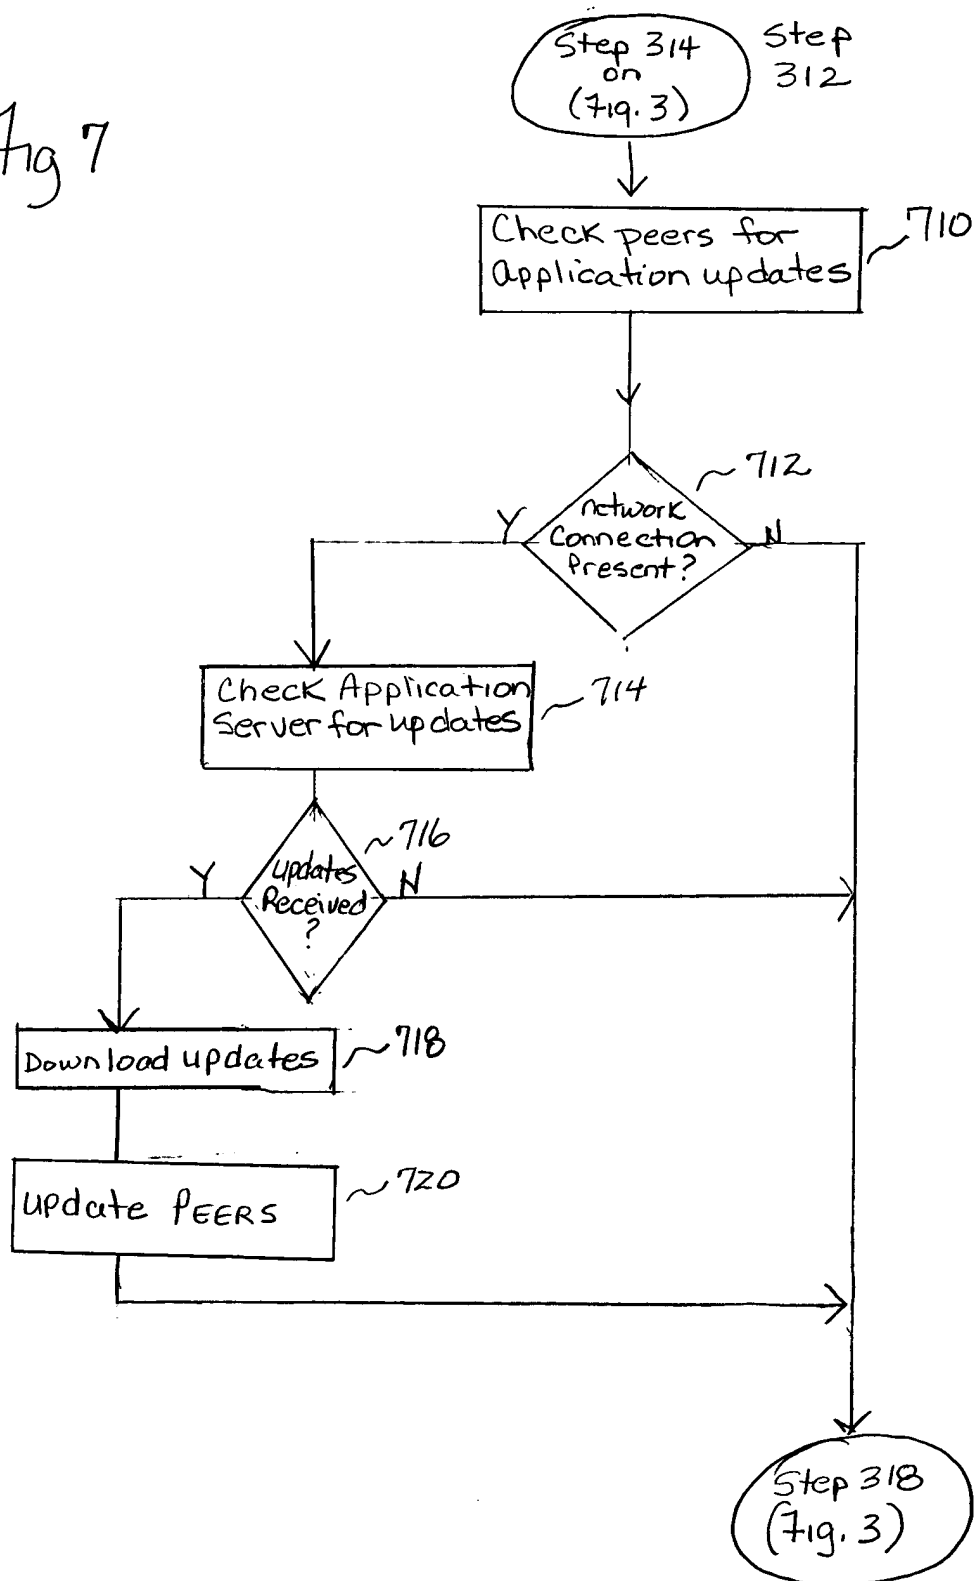 Fig 7
Step 314
on
(Fig. 3)
Step
312
Check peers for
application updates
710
712
network
Connection
Present?
Y
N
Check Application
Server for updates
714
716
updates
Received
?
Y
N
Download updates
718
update PEERS
720
Step 318
(Fig. 3)